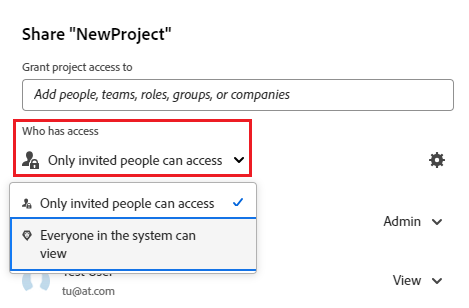 Share "NewProject"
Grant project access to
Add people, teams, roles, groups, or companies
Who has access
Only invited people can access
Only invited people can access
Everyone in the system can
view
Admin
Test User
View
tu@at.com